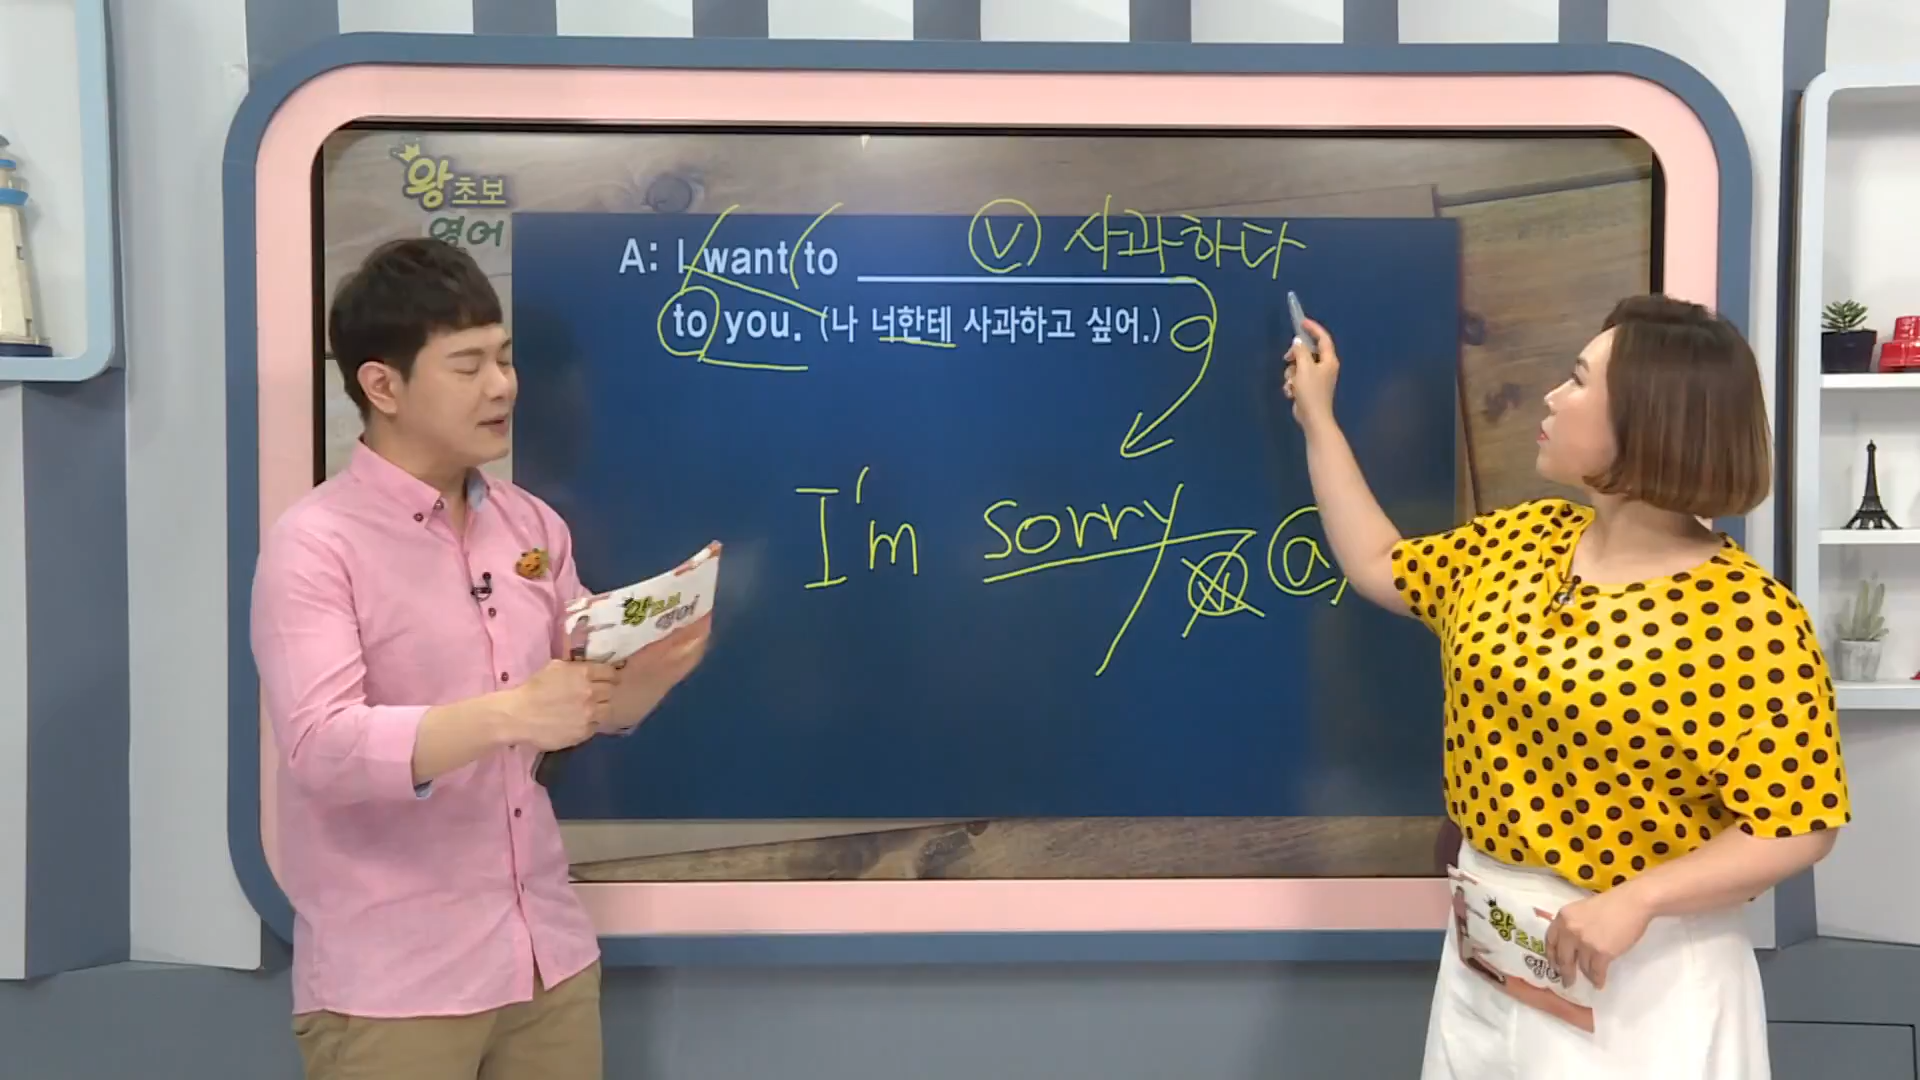 왕초보
영어
Ⓥ 사과하다
A: I want to ____________
to you. (나 너한테 사과하고 싶어.)
I'm sorry
ⓥ ⓐ
왕초보
영어
왕초보
영어